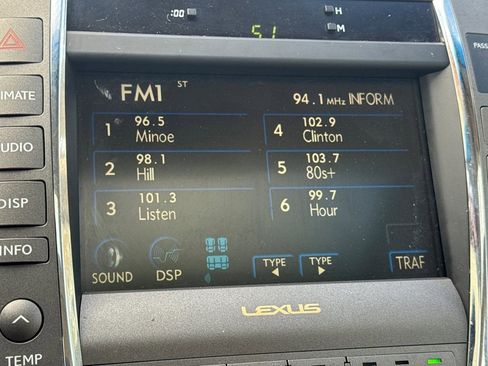 :00
H
M
51
PASS
FM1 ST
94.1 MHz INFORM
1 96.5 Minoe
4 102.9 Clinton
2 98.1 Hill
5 103.7 80s+
3 101.3 Listen
6 99.7 Hour
SOUND
DSP
TYPE
TYPE
TRAF
LEXUS
IMATE
AUDIO
DISP
INFO
TEMP